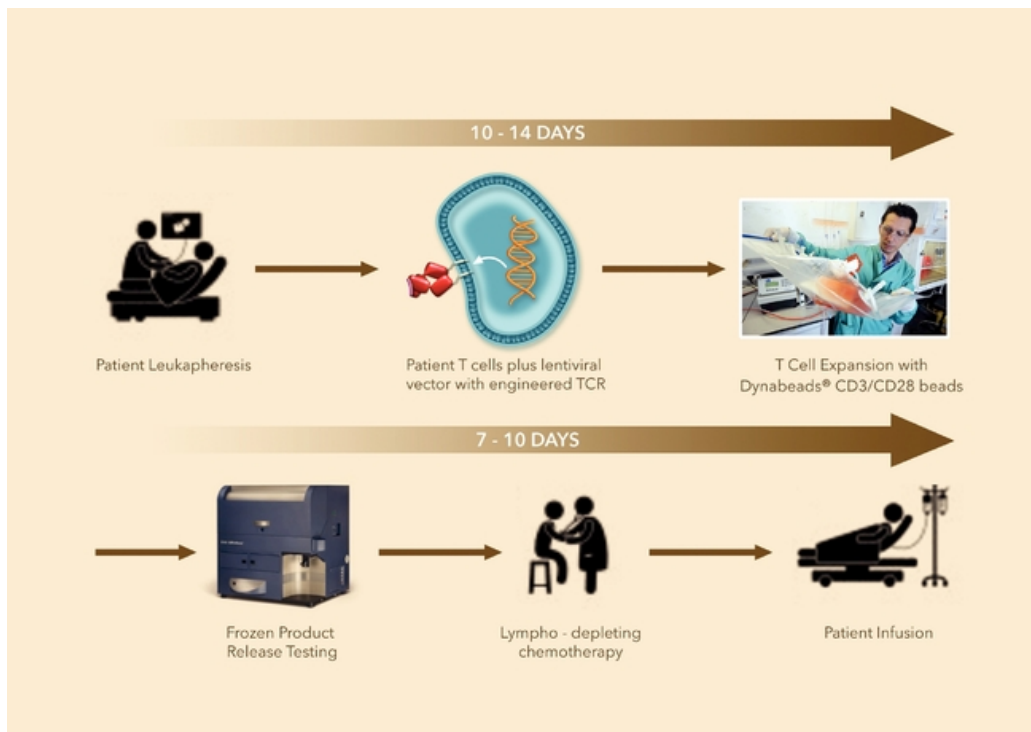 10 - 14 DAYS
Patient Leukapheresis
Patient T cells plus lentiviral
vector with engineered TCR
T Cell Expansion with
Dynabeads® CD3/CD28 beads
7 - 10 DAYS
Frozen Product
Release Testing
Lympho - depleting
chemotherapy
Patient Infusion